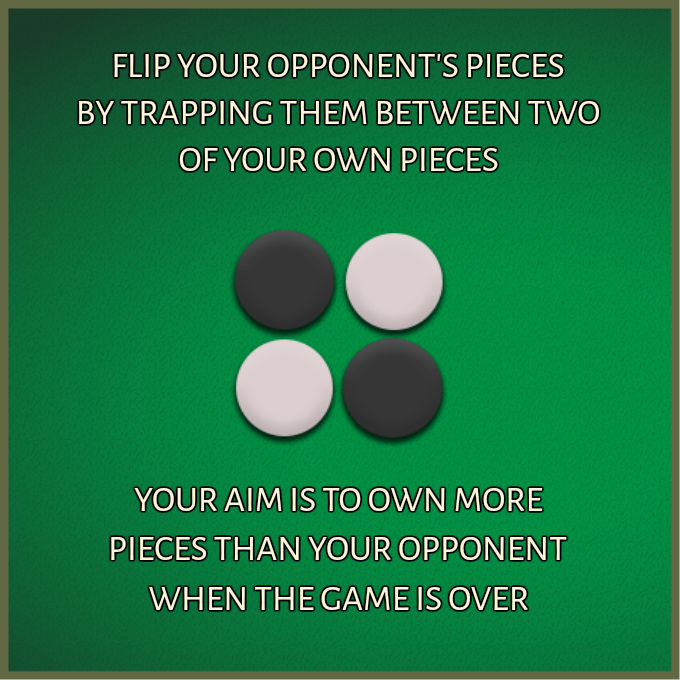 FLIP YOUR OPPONENT'S PIECES
BY TRAPPING THEM BETWEEN TWO
OF YOUR OWN PIECES
YOUR AIM IS TO OWN MORE
PIECES THAN YOUR OPPONENT
WHEN THE GAME IS OVER